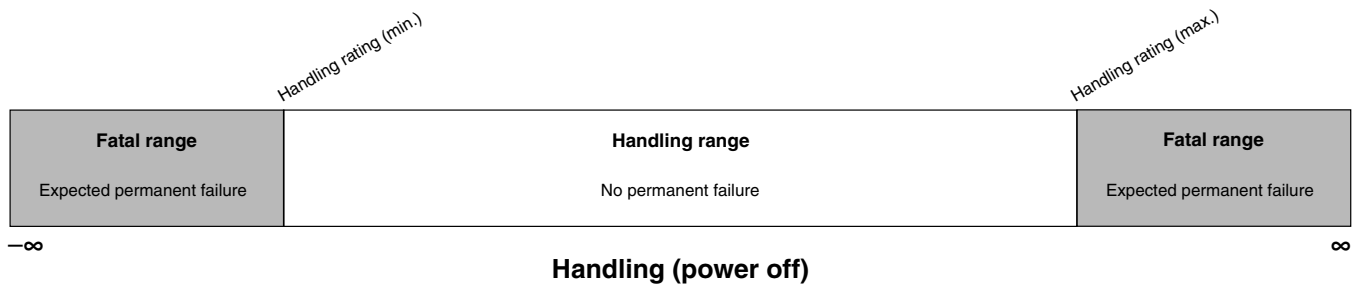 Handling rating (min.)
Handling rating (max.)
Fatal range
Handling range
Fatal range
Expected permanent failure
No permanent failure
Expected permanent failure
–∞
∞
Handling (power off)